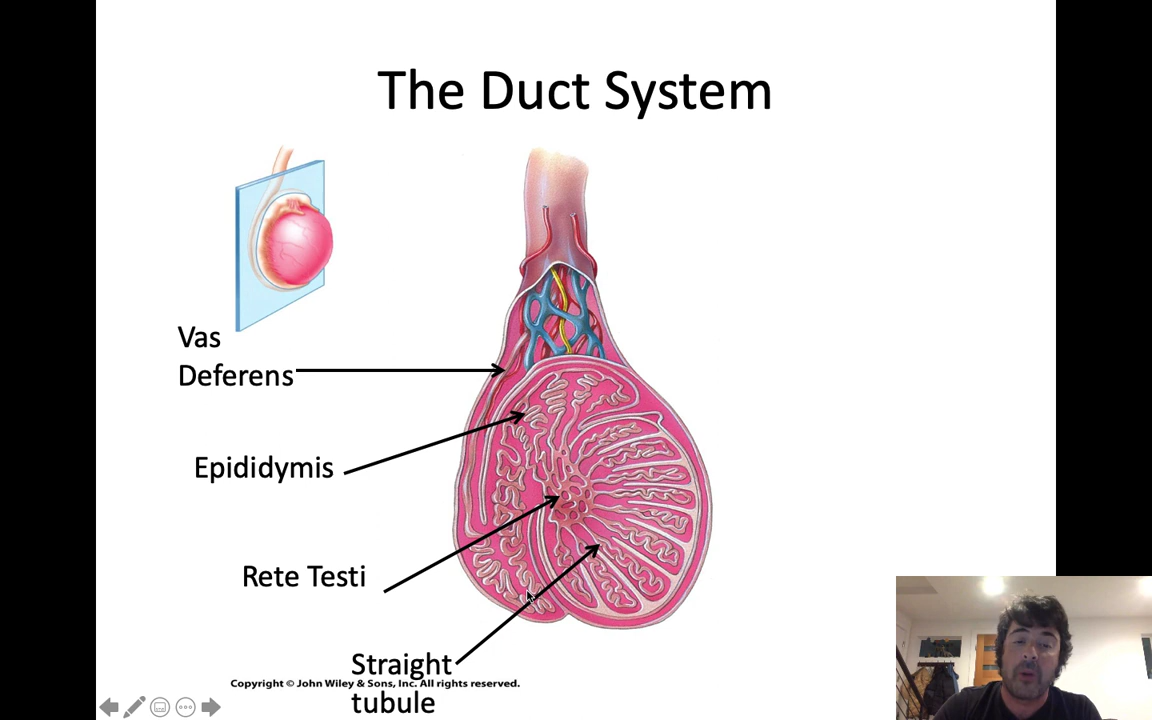 The Duct System
Vas
Deferens
Epididymis
Rete Testi
Straight
Copyright © John Wiley & Sons, Inc. All rights reserved.
tubule